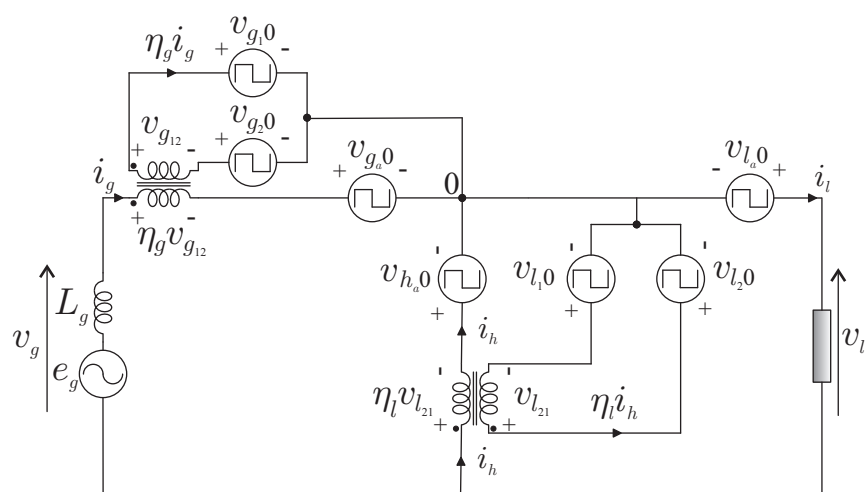 v_{g_1 0}
η_g i_g
+ -
v_{g_{12}}
v_{g_2 0}
+ - + -
v_{g_a 0}
v_{l_a 0}
i_g
+ - 0 - +
i_l
+ -
η_g v_{g_{12}}
- - -
v_{h_a 0}
v_{l_1 0}
v_{l_2 0}
+ + +
L_g
v_g
i_h
v_l
e_g
- -
η_l v_{l_{21}}
v_{l_{21}}
η_l i_h
+ +
i_h